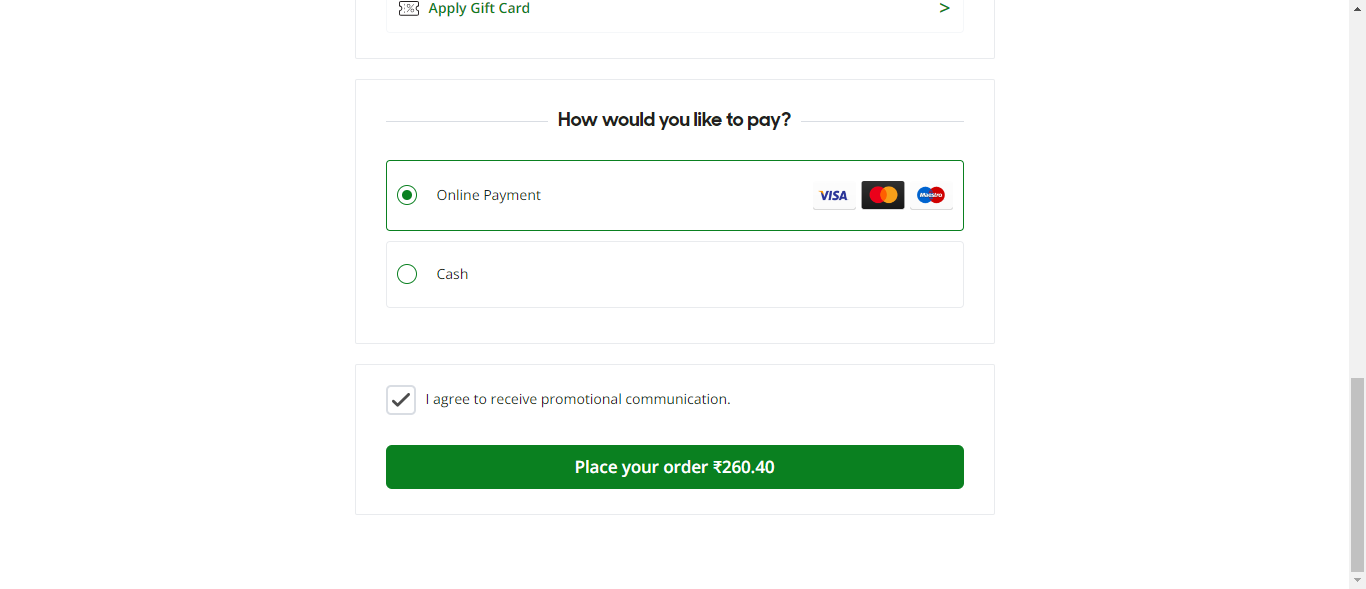 Apply Gift Card >
How would you like to pay?
Online Payment VISA Maestro
Cash
I agree to receive promotional communication.
Place your order ₹260.40